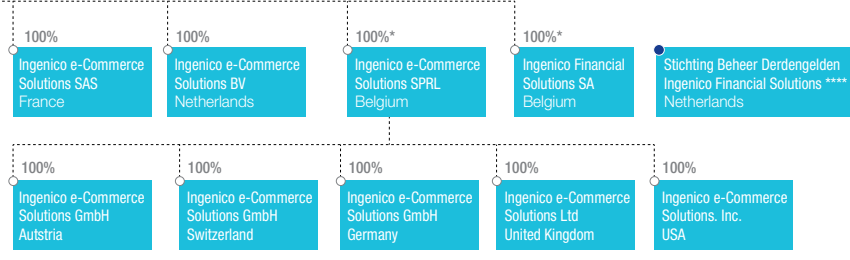 100%
100%
100%*
100%*
Ingenico e-Commerce
Solutions SAS
France
Ingenico e-Commerce
Solutions BV
Netherlands
Ingenico e-Commerce
Solutions SPRL
Belgium
Ingenico Financial
Solutions SA
Belgium
Stichting Beheer Derdengelden
Ingenico Financial Solutions ****
Netherlands
100%
100%
100%
100%
100%
Ingenico e-Commerce
Solutions GmbH
Autstria
Ingenico e-Commerce
Solutions GmbH
Switzerland
Ingenico e-Commerce
Solutions GmbH
Germany
Ingenico e-Commerce
Solutions Ltd
United Kingdom
Ingenico e-Commerce
Solutions. Inc.
USA